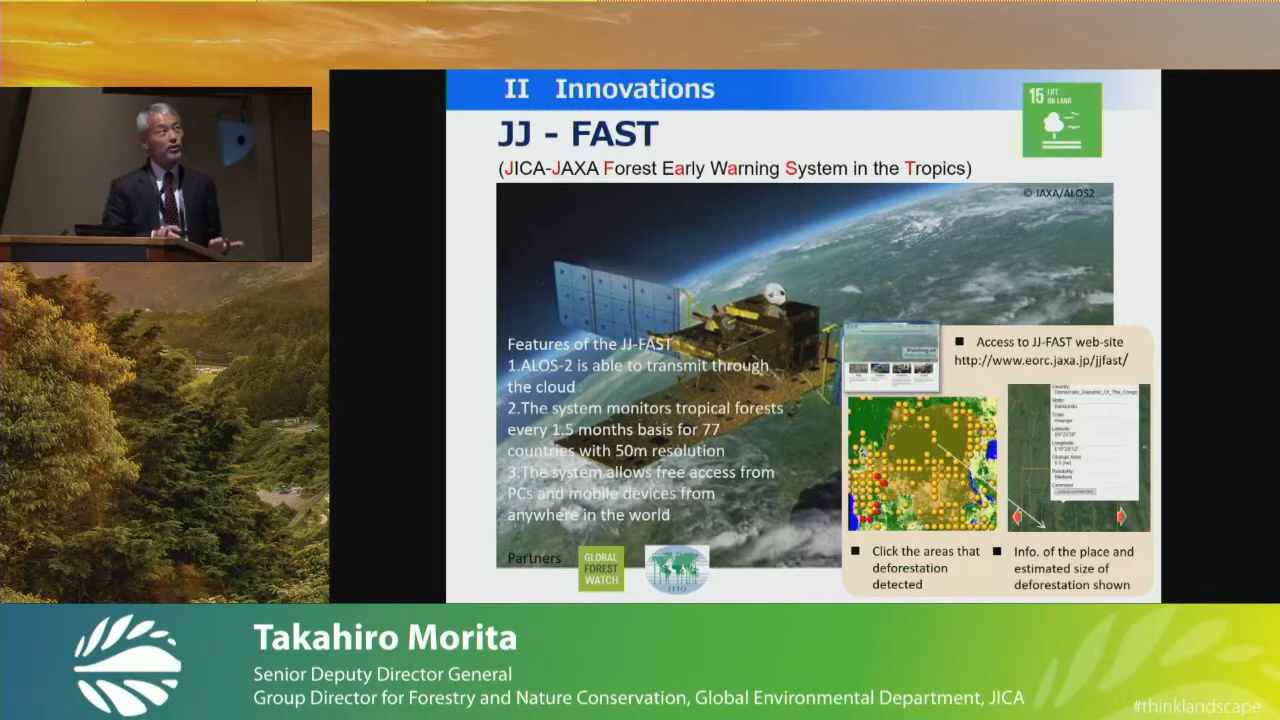 II Innovations
15 LIFE
ON LAND
JJ - FAST
(JICA-JAXA Forest Early Warning System in the Tropics)
© JAXA/ALOS2
Features of the JJ-FAST
1.ALOS-2 is able to transmit through
the cloud
2.The system monitors tropical forests
every 1.5 months basis for 77
countries with 50m resolution
3.The system allows free access from
PCs and mobile devices from
anywhere in the world
Partners
GLOBAL
FOREST
WATCH
ITTO
■ Access to JJ-FAST web-site
http://www.eorc.jaxa.jp/jjfast/
Country:
Democratic_Republic_Of_The_Congo
■ Click the areas that
deforestation
detected
■ Info. of the place and
estimated size of
deforestation shown
Takahiro Morita
Senior Deputy Director General
Group Director for Forestry and Nature Conservation, Global Environmental Department, JICA
#thinklandscape